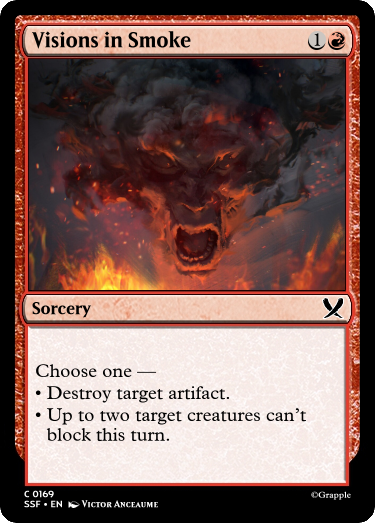 Visions in Smoke 1
Sorcery
Choose one —
• Destroy target artifact.
• Up to two target creatures can't
block this turn.
C 0169
SSF • EN Victor Anceaume
©Grapple